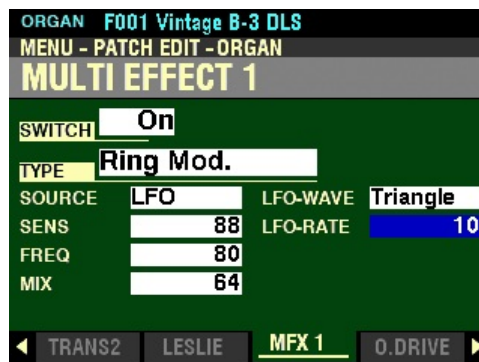 ORGAN F001 Vintage B-3 DLS
MENU - PATCH EDIT - ORGAN
MULTI EFFECT 1
SWITCH On
TYPE Ring Mod.
SOURCE LFO LFO-WAVE Triangle
SENS 88 LFO-RATE 10
FREQ 80
MIX 64
TRANS2 LESLIE MFX 1 O.DRIVE